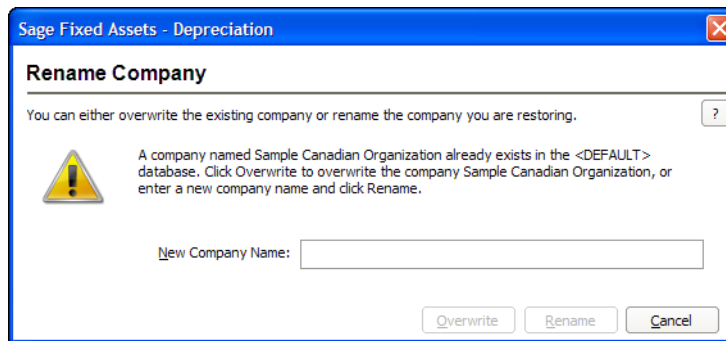 Sage Fixed Assets - Depreciation
Rename Company
You can either overwrite the existing company or rename the company you are restoring.
?
A company named Sample Canadian Organization already exists in the <DEFAULT>
database. Click Overwrite to overwrite the company Sample Canadian Organization, or
enter a new company name and click Rename.
New Company Name:
Overwrite Rename Cancel